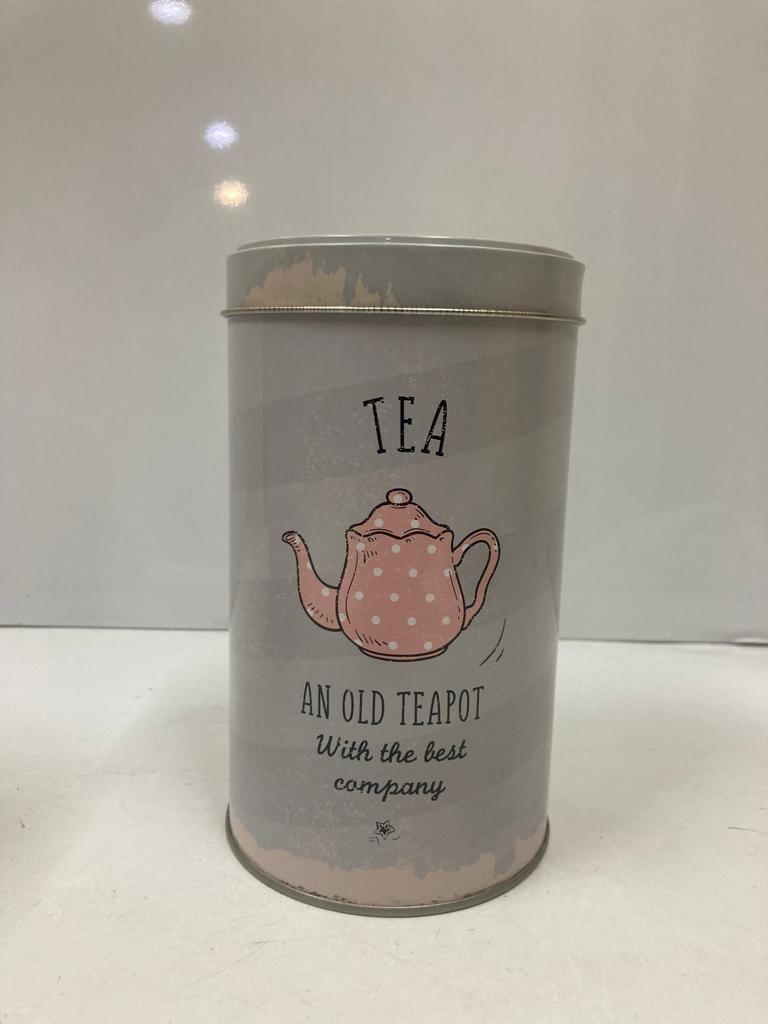 TEA
AN OLD TEAPOT
With the best
company